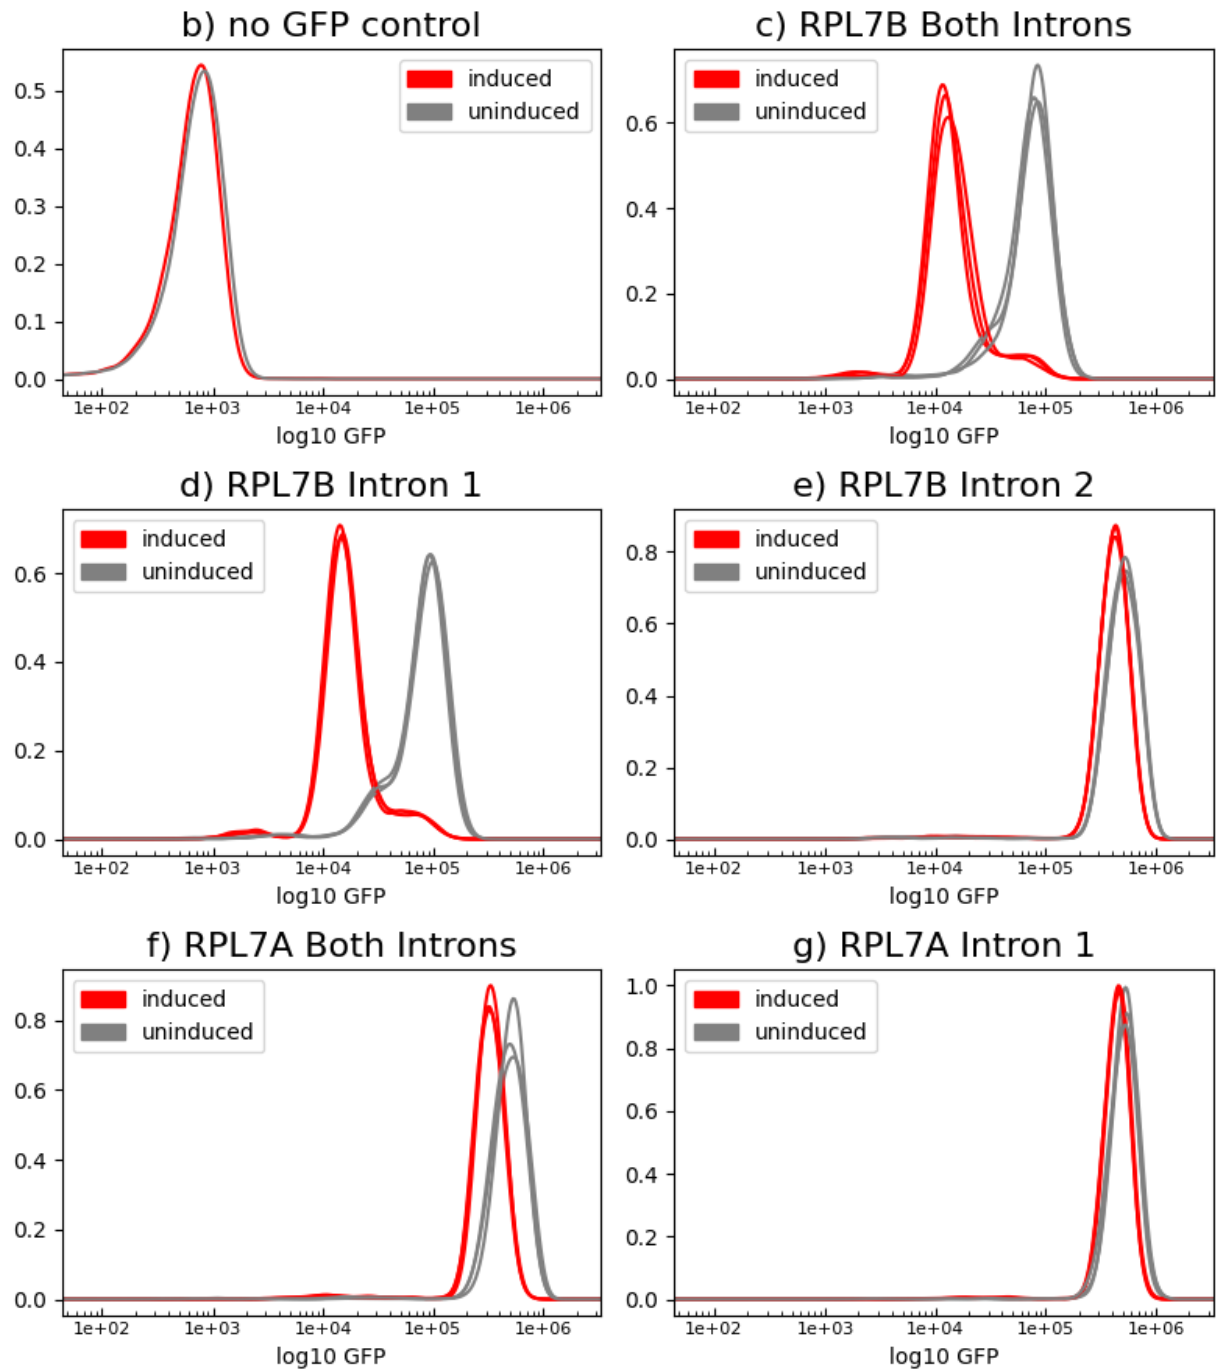 b) no GFP control
induced
uninduced
0.5
0.4
0.3
0.2
0.1
0.0
1e+02 1e+03 1e+04 1e+05 1e+06
log10 GFP
c) RPL7B Both Introns
induced
uninduced
0.6
0.4
0.2
0.0
1e+02 1e+03 1e+04 1e+05 1e+06
log10 GFP
d) RPL7B Intron 1
induced
uninduced
0.6
0.4
0.2
0.0
1e+02 1e+03 1e+04 1e+05 1e+06
log10 GFP
e) RPL7B Intron 2
induced
uninduced
0.8
0.6
0.4
0.2
0.0
1e+02 1e+03 1e+04 1e+05 1e+06
log10 GFP
f) RPL7A Both Introns
induced
uninduced
0.8
0.6
0.4
0.2
0.0
1e+02 1e+03 1e+04 1e+05 1e+06
log10 GFP
g) RPL7A Intron 1
induced
uninduced
1.0
0.8
0.6
0.4
0.2
0.0
1e+02 1e+03 1e+04 1e+05 1e+06
log10 GFP